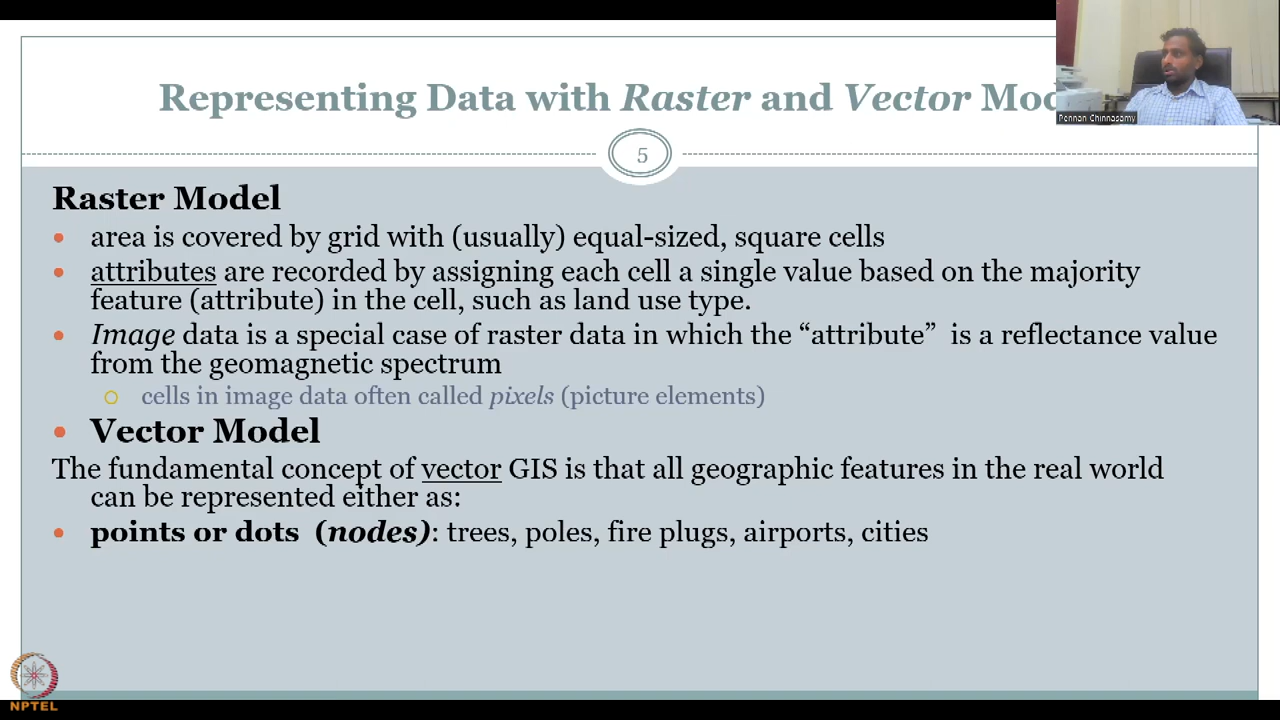 Representing Data with Raster and Vector Mod
Pennan Chinnasamy
5
Raster Model
• area is covered by grid with (usually) equal-sized, square cells
• attributes are recorded by assigning each cell a single value based on the majority
feature (attribute) in the cell, such as land use type.
• Image data is a special case of raster data in which the “attribute” is a reflectance value
from the geomagnetic spectrum
○ cells in image data often called pixels (picture elements)
• Vector Model
The fundamental concept of vector GIS is that all geographic features in the real world
can be represented either as:
• points or dots (nodes): trees, poles, fire plugs, airports, cities
NPTEL